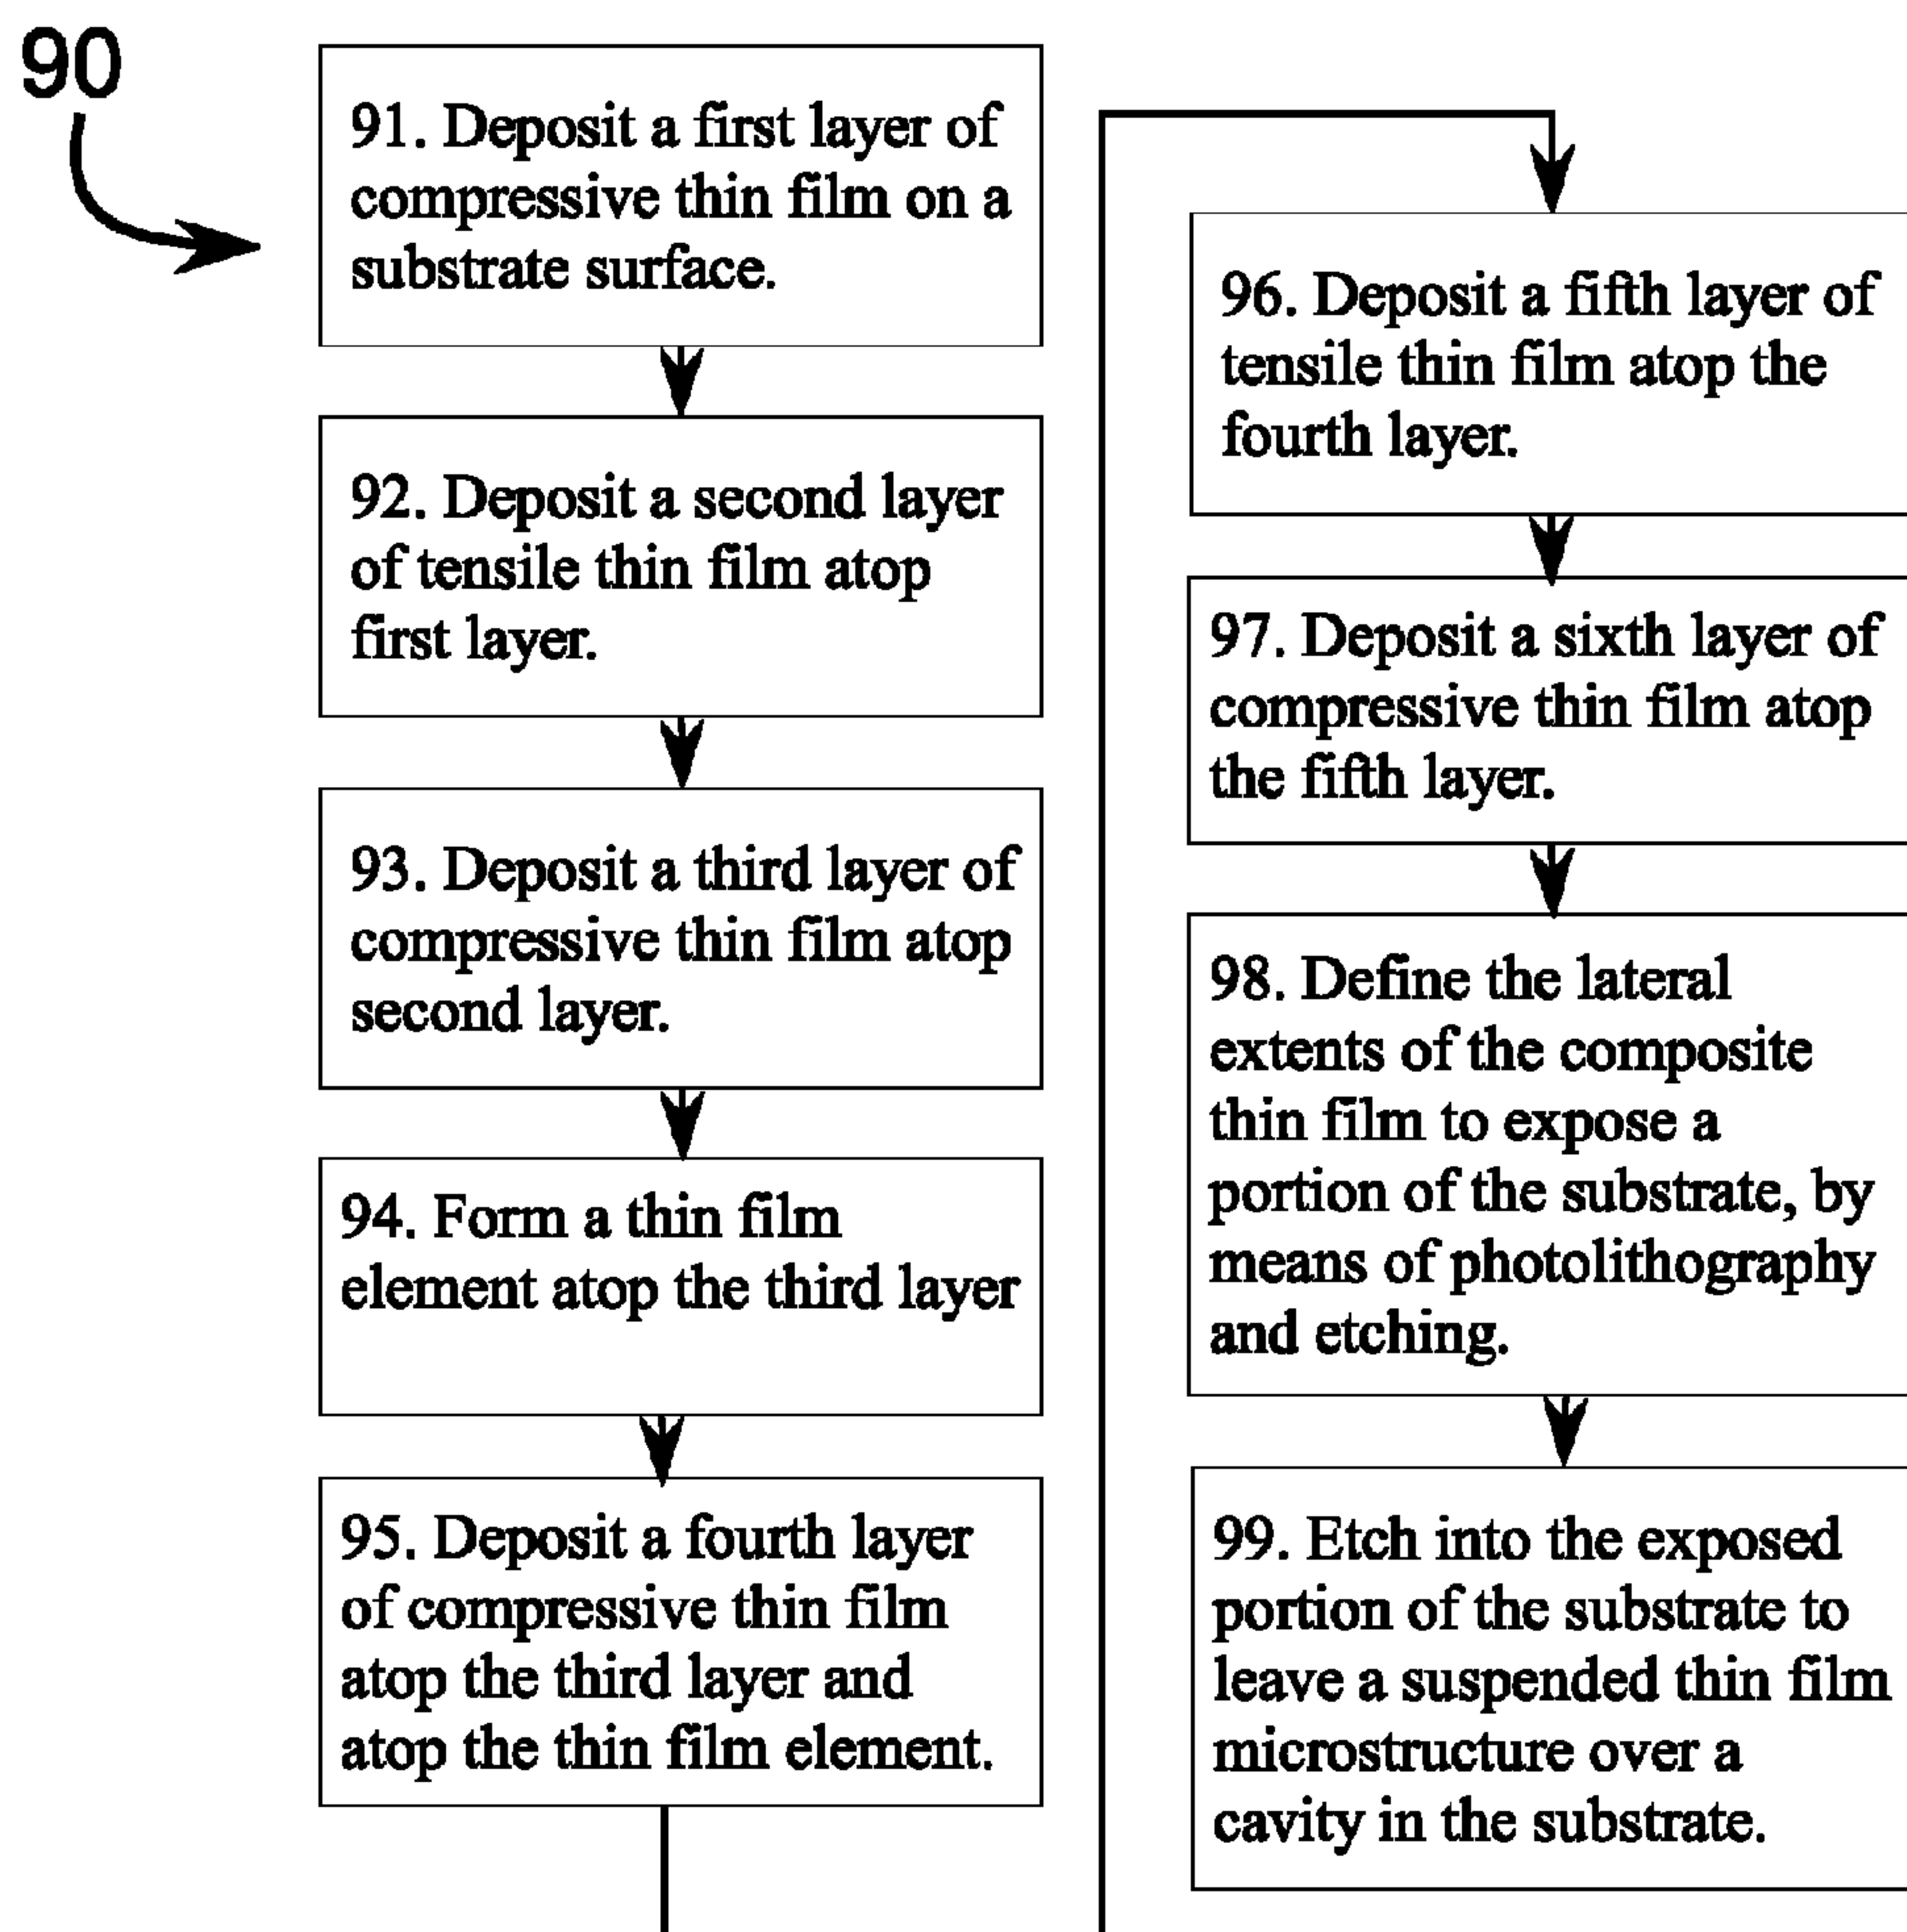 90
91. Deposit a first layer of
compressive thin film on a
substrate surface.
92. Deposit a second layer
of tensile thin film atop
first layer.
93. Deposit a third layer of
compressive thin film atop
second layer.
94. Form a thin film
element atop the third layer
95. Deposit a fourth layer
of compressive thin film
atop the third layer and
atop the thin film element.
96. Deposit a fifth layer of
tensile thin film atop the
fourth layer.
97. Deposit a sixth layer of
compressive thin film atop
the fifth layer.
98. Define the lateral
extents of the composite
thin film to expose a
portion of the substrate, by
means of photolithography
and etching.
99. Etch into the exposed
portion of the substrate to
leave a suspended thin film
microstructure over a
cavity in the substrate.